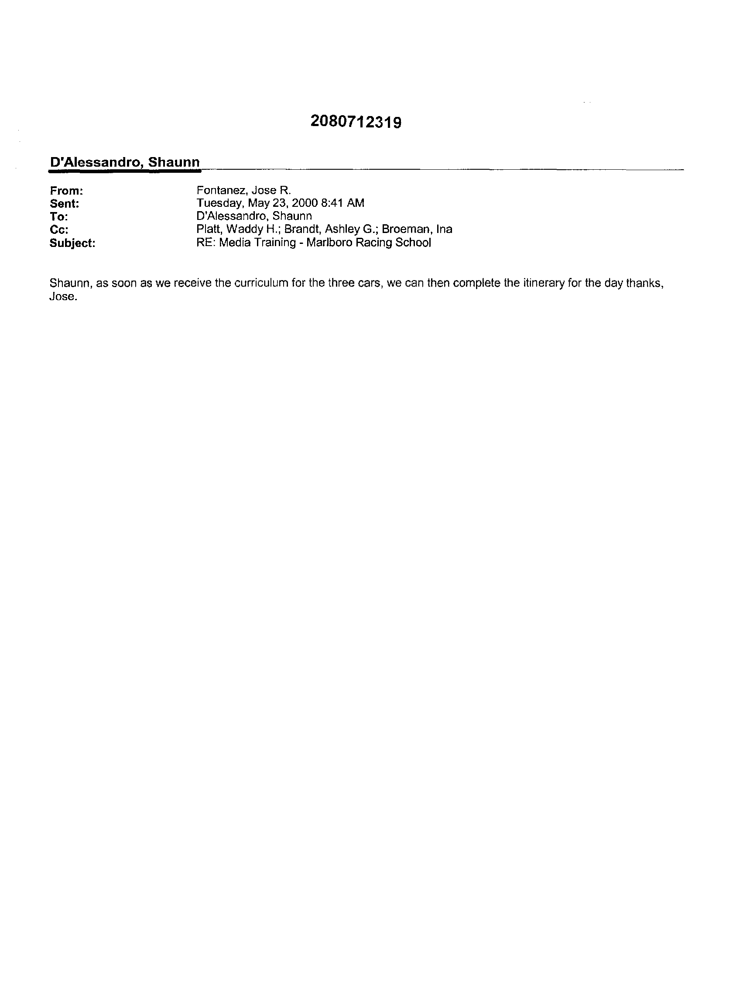 2080712319
D'Alessandro, Shaunn
From: Fontanez, Jose R.
Sent: Tuesday, May 23, 2000 8:41 AM
To: D'Alessandro, Shaunn
Cc: Platt, Waddy H.; Brandt, Ashley G.; Broeman, Ina
Subject: RE: Media Training - Marlboro Racing School
Shaunn, as soon as we receive the curriculum for the three cars, we can then complete the itinerary for the day thanks,
Jose.